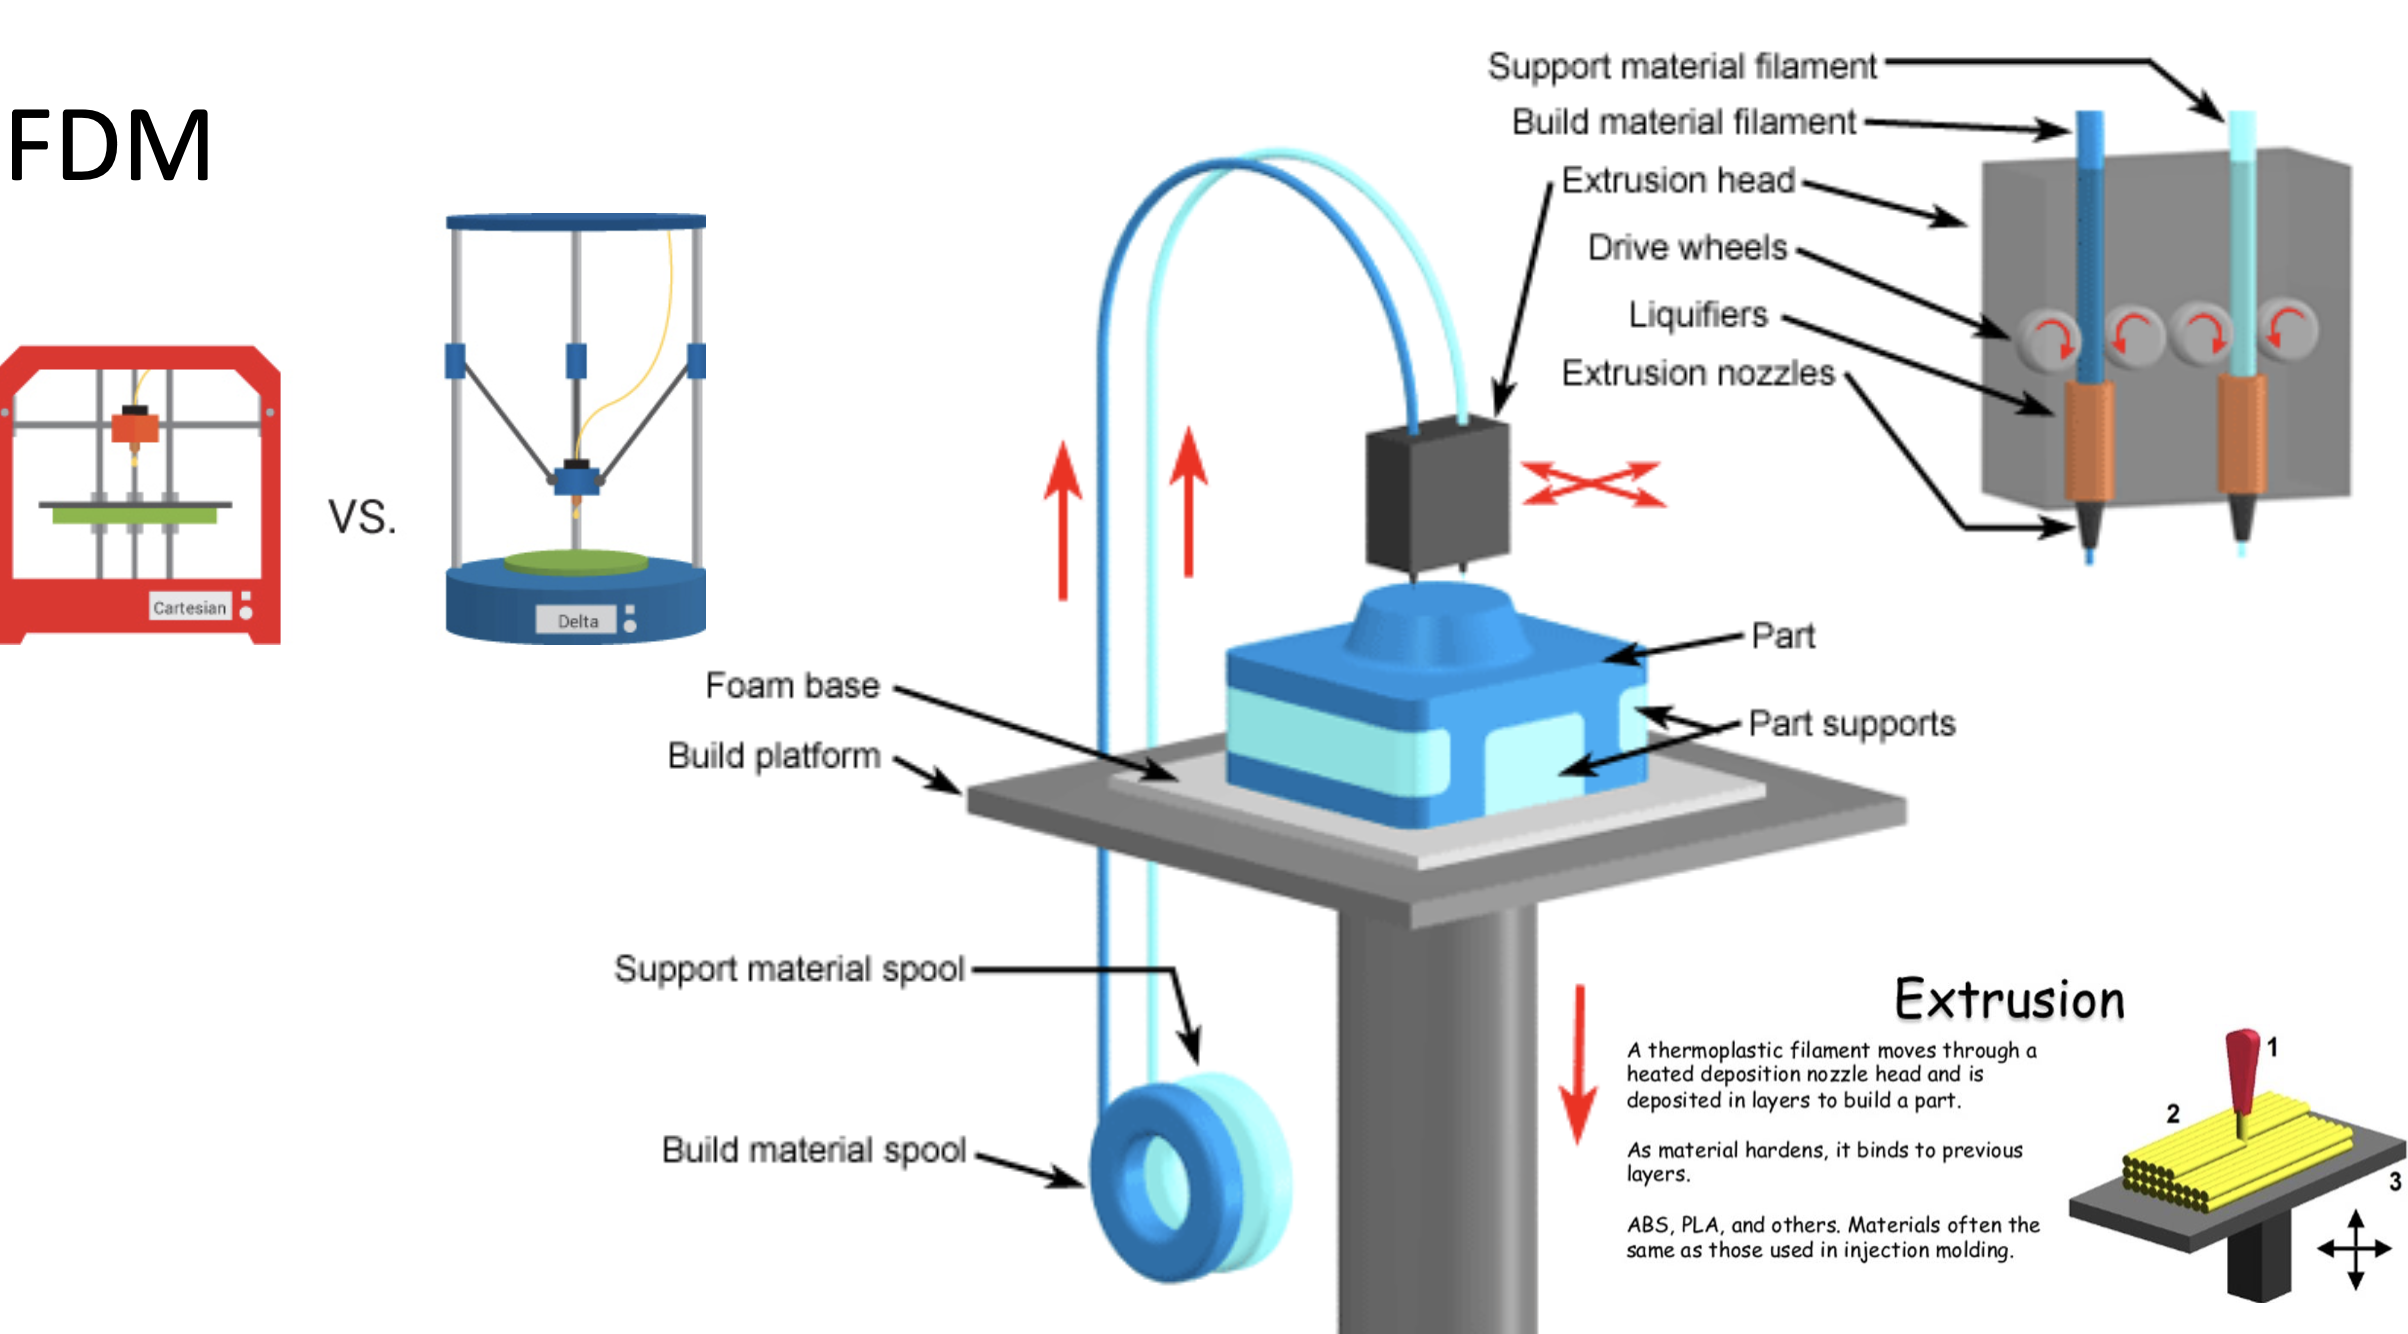 FDM
Cartesian
VS.
Delta
Support material filament
Build material filament
Extrusion head
Drive wheels
Liquifiers
Extrusion nozzles
Part
Part supports
Foam base
Build platform
Support material spool
Build material spool
Extrusion
A thermoplastic filament moves through a
heated deposition nozzle head and is
deposited in layers to build a part.
As material hardens, it binds to previous
layers.
ABS, PLA, and others. Materials often the
same as those used in injection molding.
1
2
3